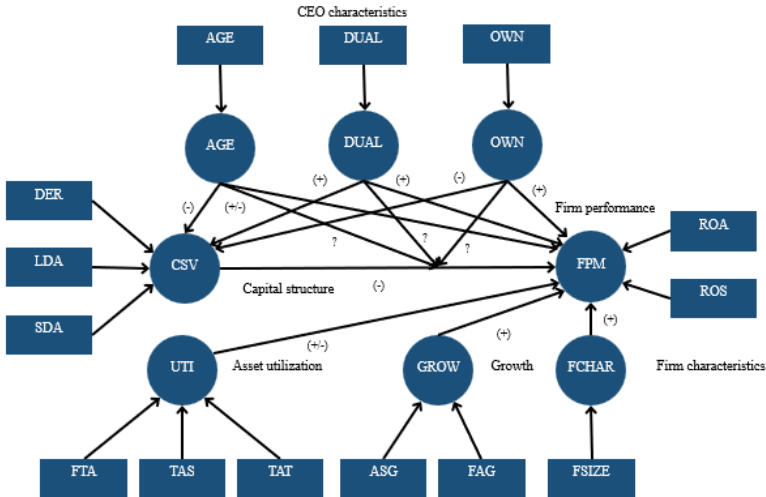 CEO characteristics
AGE
DUAL
OWN
AGE
DUAL
OWN
(-)
(+/-)
(+)
(+)
(-)
(+)
Firm performance
DER
LDA
SDA
CSV
?
?
?
FPM
ROA
ROS
Capital structure
(-)
(+/-)
(+)
(+)
UTI
Asset utilization
GROW
Growth
FCHAR
Firm characteristics
FTA
TAS
TAT
ASG
FAG
FSIZE